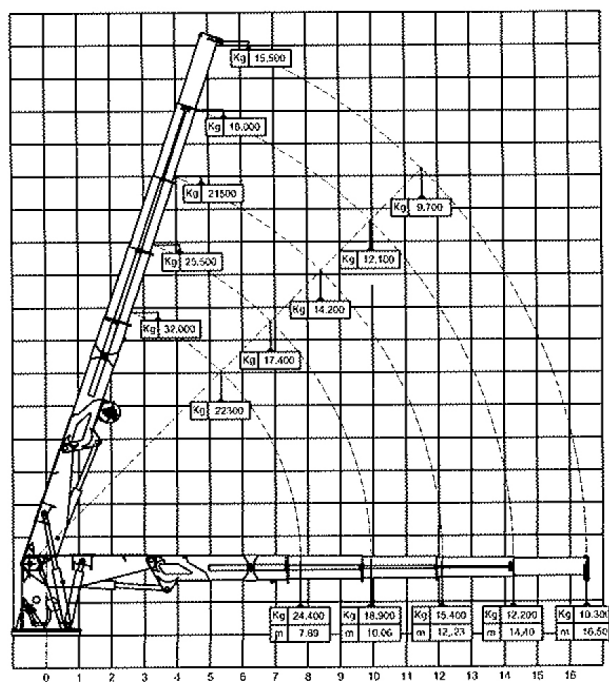 Kg 15,500
Kg 18.000
Kg 21500
Kg 25,500
Kg 32.000
Kg 9.700
Kg 12,100
Kg 14.200
Kg 17.400
Kg 22300
Kg 24.400
m 7.89
Kg 18.900
m 10.06
Kg 15.400
m 12,.23
Kg 12.200
m 14,40
Kg 10.300
m 16,50
0 1 2 3 4 5 6 7 8 9 10 11 12 13 14 15 16